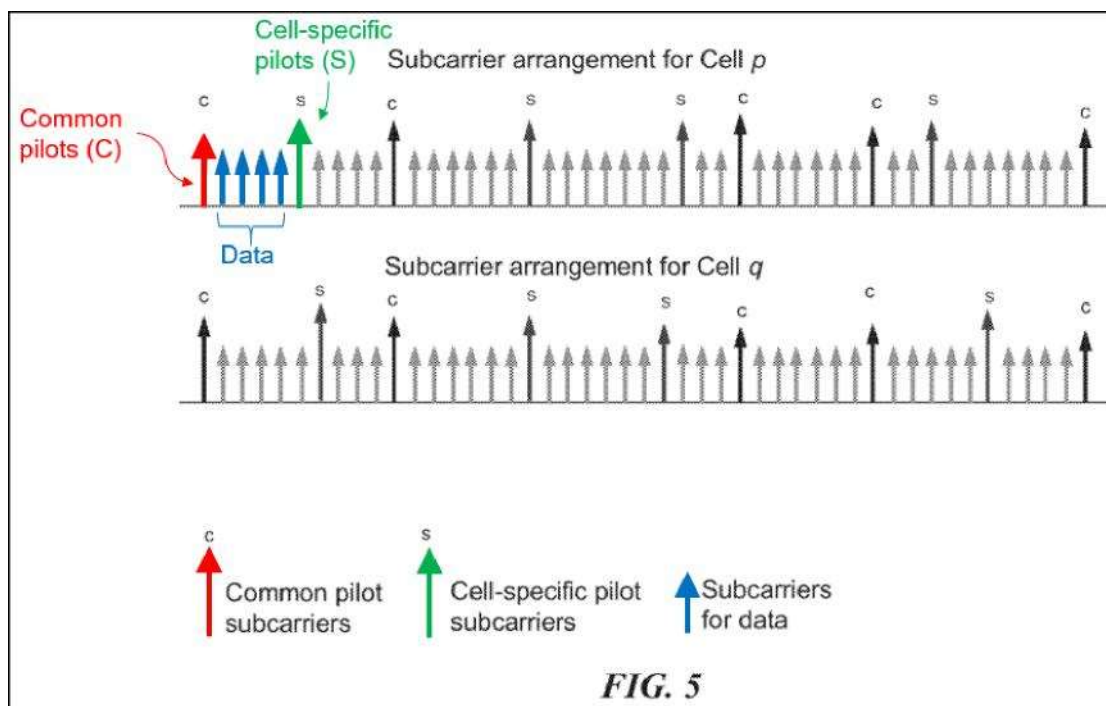 Cell-specific
pilots (S)
Subcarrier arrangement for Cell p
c s c s s c c s c
Common
pilots (C)
Data
Subcarrier arrangement for Cell q
c s c s s c c s c
c s
Common pilot
subcarriers
Cell-specific pilot
subcarriers
Subcarriers
for data
FIG. 5